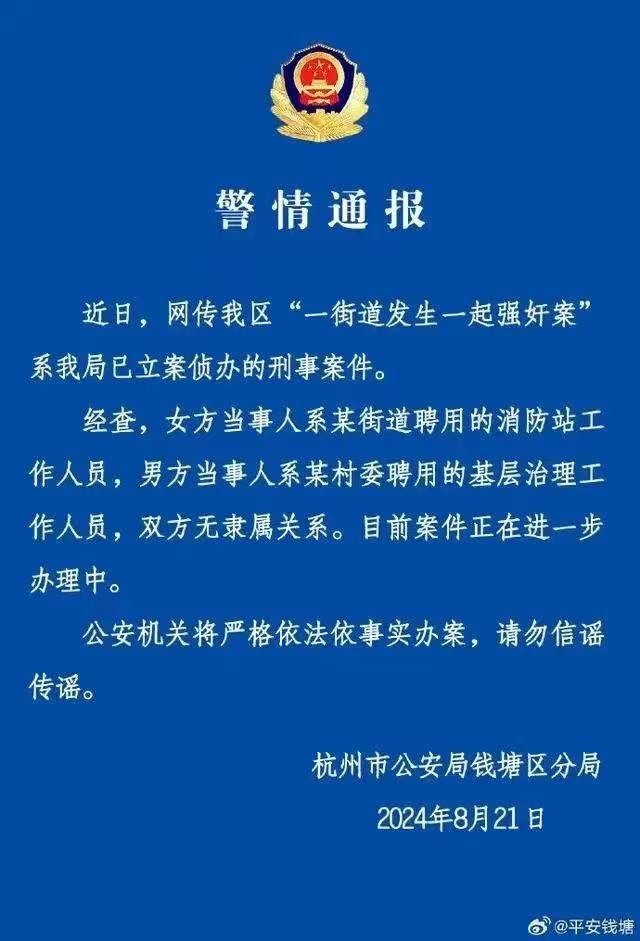 警情通报
近日，网传我区“一街道发生一起强奸案”
系我局已立案侦办的刑事案件。
经查，女方当事人系某街道聘用的消防站工
作人员，男方当事人系某村委聘用的基层治理工
作人员，双方无隶属关系。目前案件正在进一步
办理中。
公安机关将严格依法依事实办案，请勿信谣
传谣。
杭州市公安局钱塘区分局
2024年8月21日
@平安钱塘